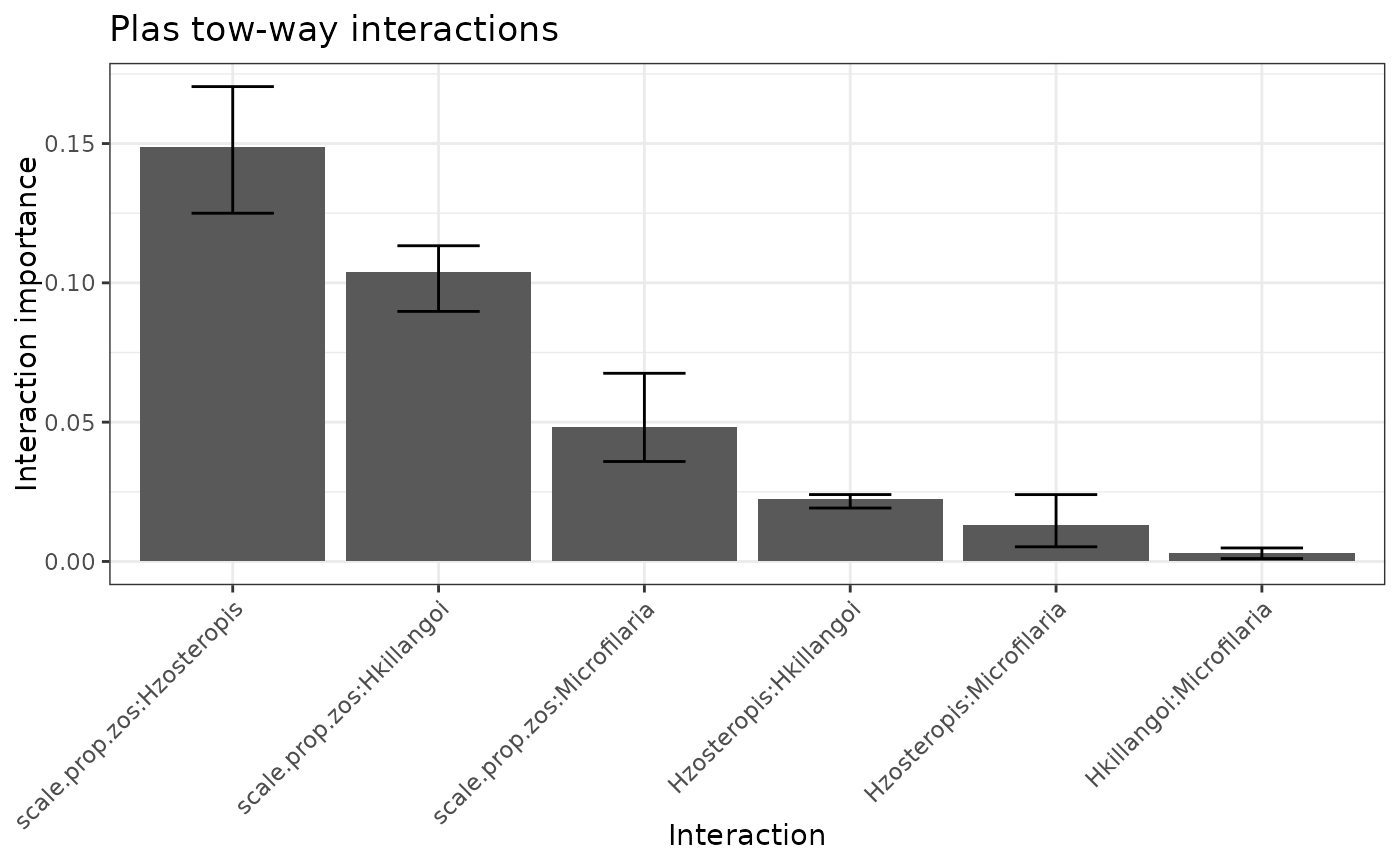 Plas tow-way interactions
Interaction importance
0.15
0.10
0.05
0.00
scale.prop.zos:Hzosteropis
scale.prop.zos:Hkillangoi
scale.prop.zos:Microfilaria
Hzosteropis:Hkillangoi
Hzosteropis:Microfilaria
Hkillangoi:Microfilaria
Interaction